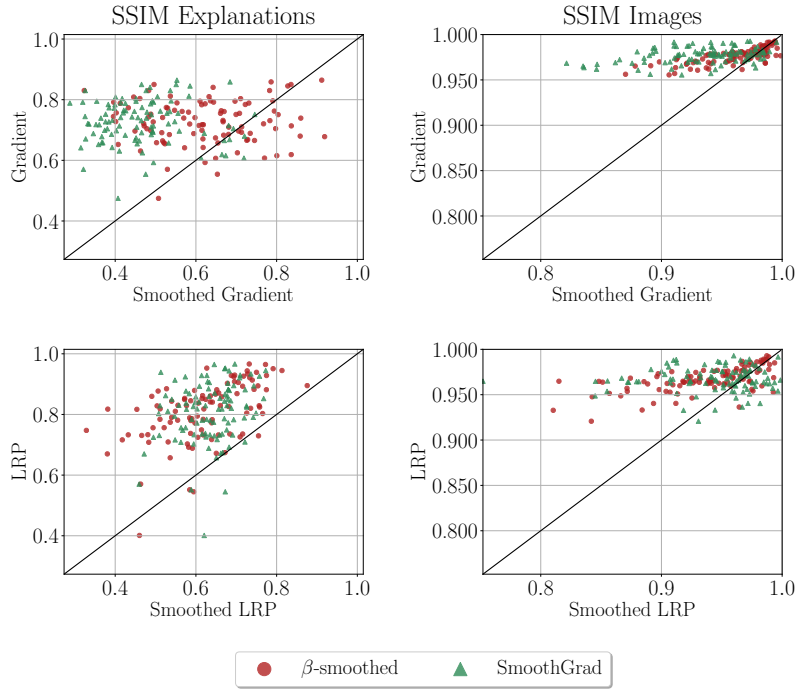 SSIM Explanations
SSIM Images
1.0
0.8
0.6
0.4
Gradient
0.4 0.6 0.8 1.0
Smoothed Gradient
1.000
0.950
0.900
0.850
0.800
Gradient
0.8 0.9 1.0
Smoothed Gradient
1.0
0.8
0.6
0.4
LRP
0.4 0.6 0.8 1.0
Smoothed LRP
1.000
0.950
0.900
0.850
0.800
LRP
0.8 0.9 1.0
Smoothed LRP
β-smoothed SmoothGrad